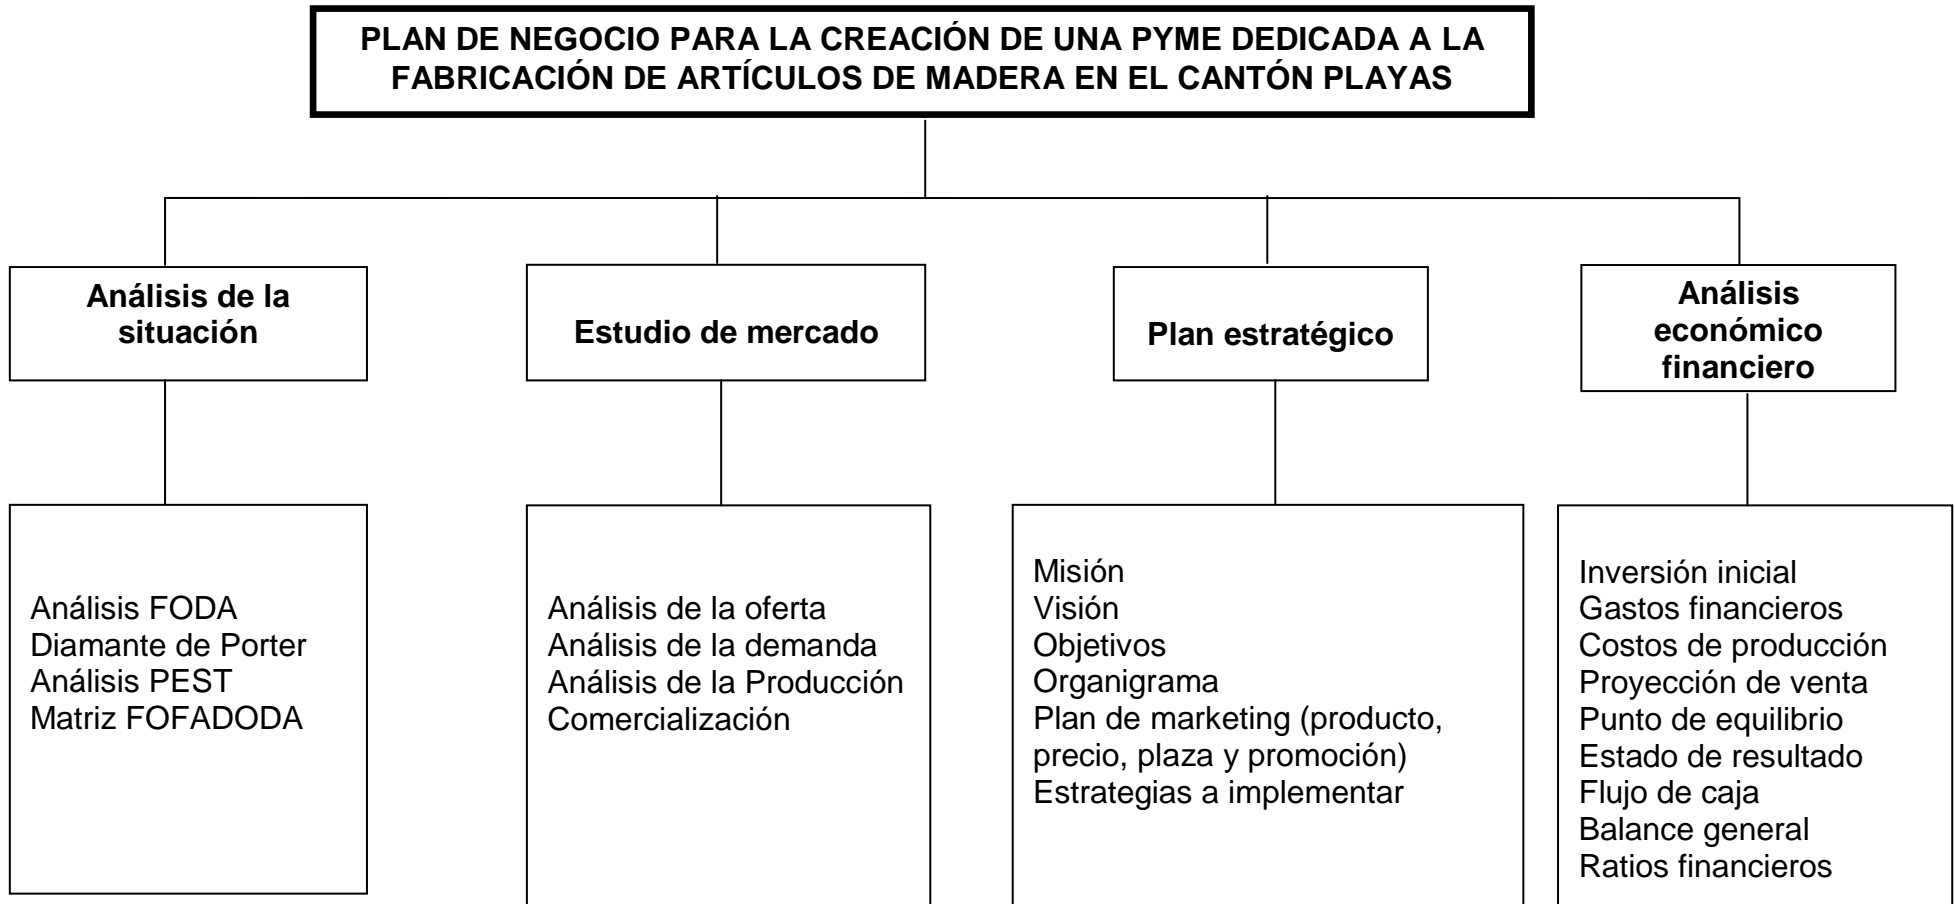 PLAN DE NEGOCIO PARA LA CREACIÓN DE UNA PYME DEDICADA A LA
FABRICACIÓN DE ARTÍCULOS DE MADERA EN EL CANTÓN PLAYAS
Análisis de la
situación
Estudio de mercado
Plan estratégico
Análisis
económico
financiero
Análisis FODA
Diamante de Porter
Análisis PEST
Matriz FOFADODA
Análisis de la oferta
Análisis de la demanda
Análisis de la Producción
Comercialización
Misión
Visión
Objetivos
Organigrama
Plan de marketing (producto,
precio, plaza y promoción)
Estrategias a implementar
Inversión inicial
Gastos financieros
Costos de producción
Proyección de venta
Punto de equilibrio
Estado de resultado
Flujo de caja
Balance general
Ratios financieros